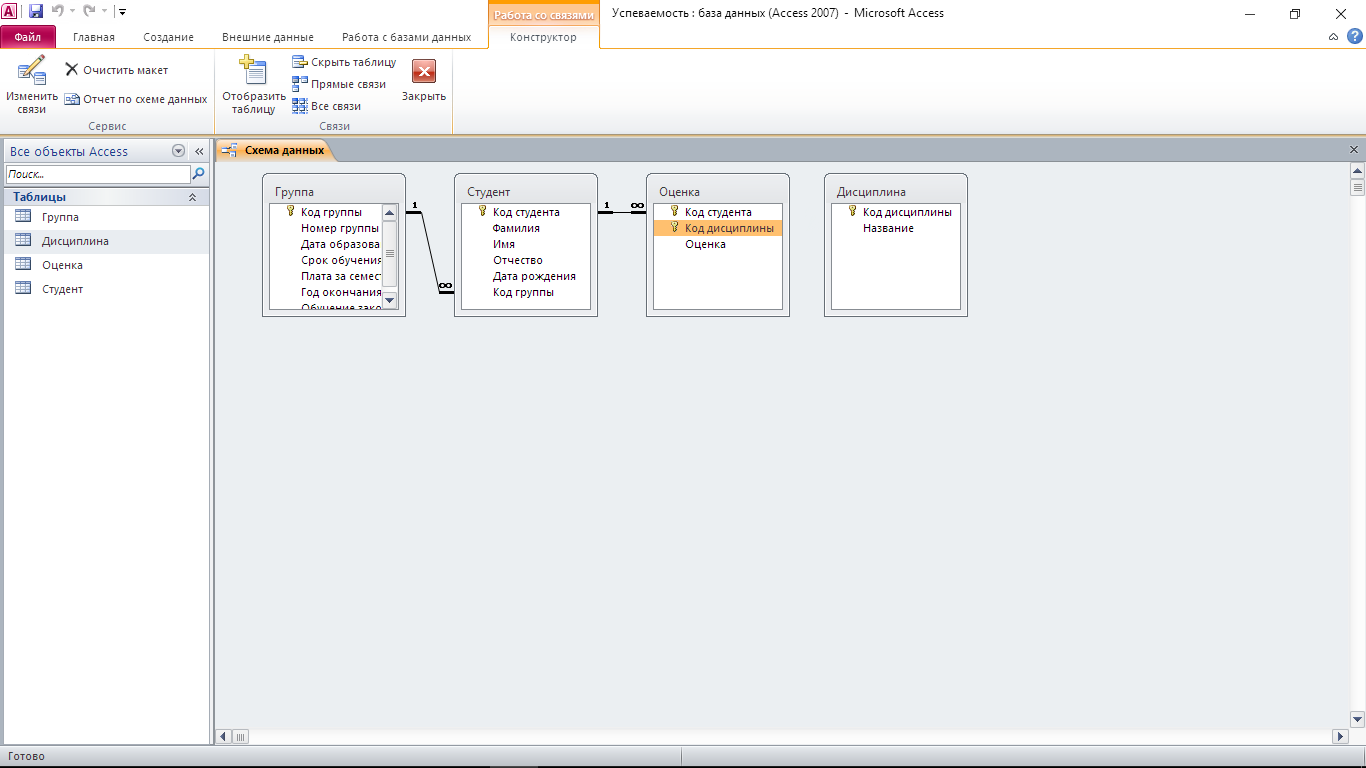 Работа со связями
Успеваемость : база данных (Access 2007) - Microsoft Access
Файл Главная Создание Внешние данные Работа с базами данных Конструктор
Изменить связи
Очистить макет
Отчет по схеме данных
Сервис
Отобразить таблицу
Скрыть таблицу
Прямые связи
Все связи
Закрыть
Связи
Все объекты Access
Поиск...
Таблицы
Группа
Дисциплина
Оценка
Студент
Схема данных
Группа
Код группы
Номер группы
Дата образова
Срок обучения
Плата за семест
Год окончания
Обучение зако
1
∞
Студент
Код студента
Фамилия
Имя
Отчество
Дата рождения
Код группы
1
∞
Оценка
Код студента
Код дисциплины
Оценка
Дисциплина
Код дисциплины
Название
Готово